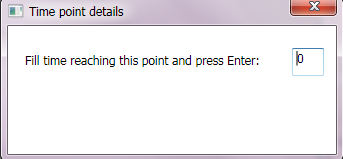 Time point details
Fill time reaching this point and press Enter:
0